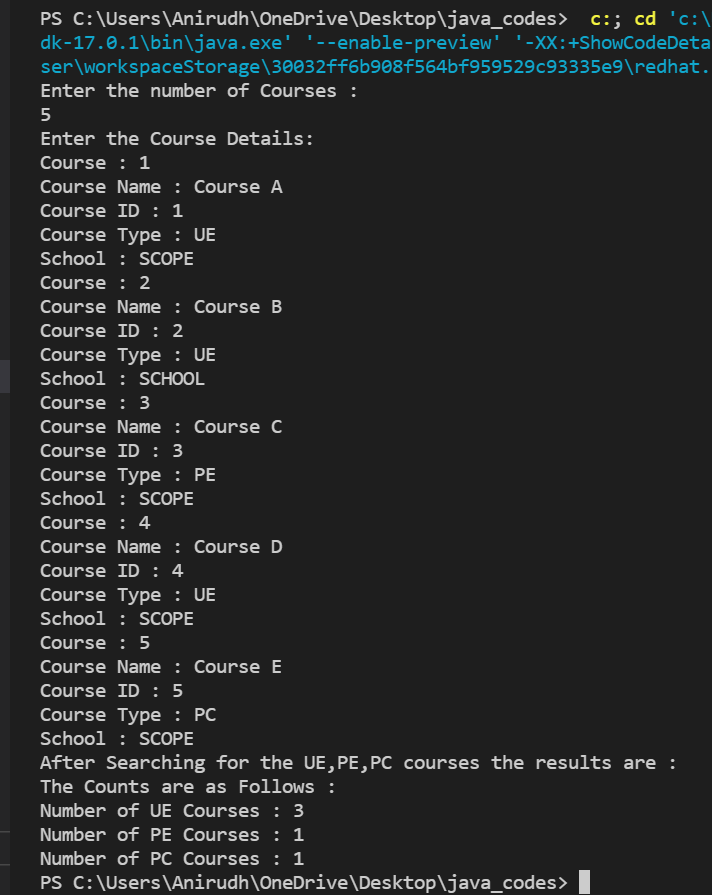 PS C:\Users\Anirudh\OneDrive\Desktop\java_codes>  c:; cd 'c:\
dk-17.0.1\bin\java.exe' '--enable-preview' '-XX:+ShowCodeDeta
ser\workspaceStorage\30032ff6b908f564bf959529c93335e9\redhat.
Enter the number of Courses :
5
Enter the Course Details:
Course : 1
Course Name : Course A
Course ID : 1
Course Type : UE
School : SCOPE
Course : 2
Course Name : Course B
Course ID : 2
Course Type : UE
School : SCHOOL
Course : 3
Course Name : Course C
Course ID : 3
Course Type : PE
School : SCOPE
Course : 4
Course Name : Course D
Course ID : 4
Course Type : UE
School : SCOPE
Course : 5
Course Name : Course E
Course ID : 5
Course Type : PC
School : SCOPE
After Searching for the UE,PE,PC courses the results are :
The Counts are as Follows :
Number of UE Courses : 3
Number of PE Courses : 1
Number of PC Courses : 1
PS C:\Users\Anirudh\OneDrive\Desktop\java_codes>